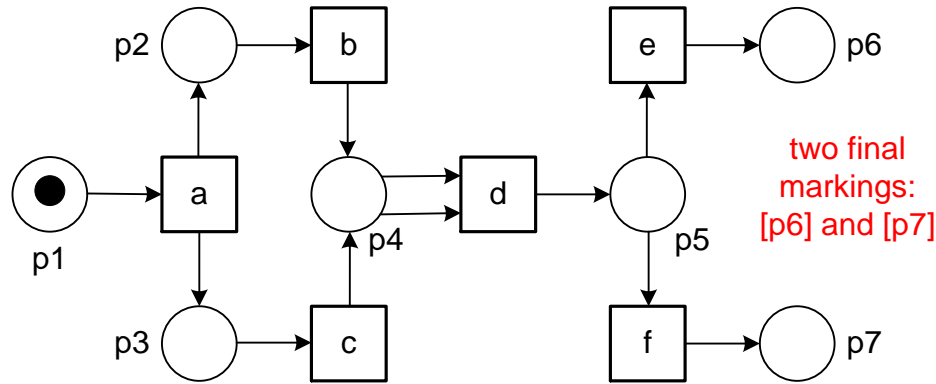 p2
b
e
p6
p1
a
p4
d
p5
two final
markings:
[p6] and [p7]
p3
c
f
p7